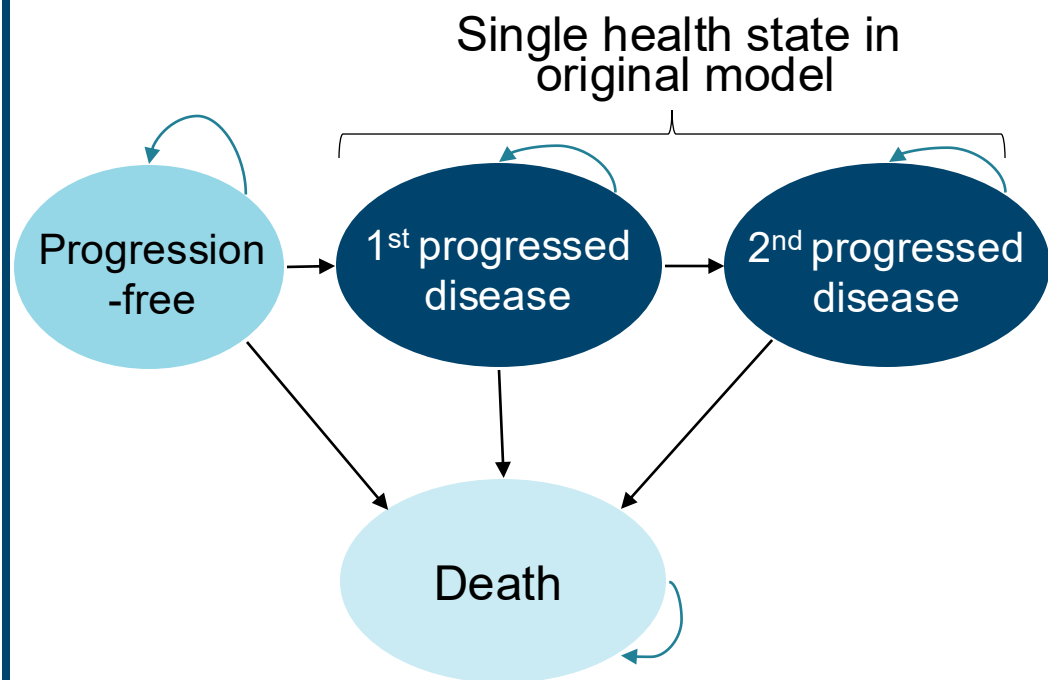 Single health state in
original model
Progression
-free
1st progressed
disease
2nd progressed
disease
Death